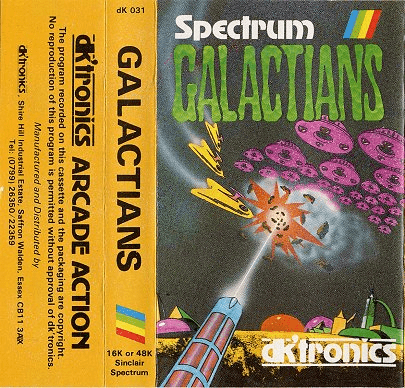 dk'tronics ARCADE ACTION
The program recorded on this cassette and the packaging are copyright.
No reproduction of this program is permitted without approval of dk'tronics.
Manufactured and Distributed by
dk'tronics, Shire Hill Industrial Estate, Saffron Walden, Essex CB11 3AX
Tel: (0799) 26350/22359
dK 031
GALACTIANS
16K or 48K
Sinclair
Spectrum
Spectrum
GALACTIANS
dk'tronics